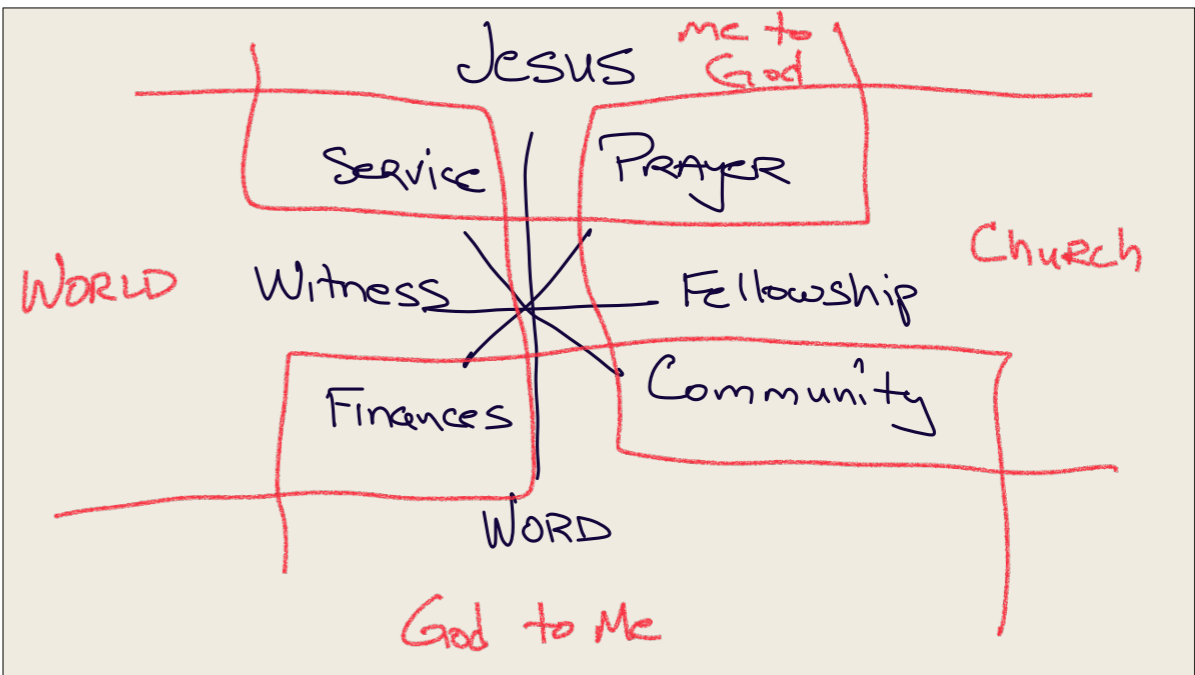 Jesus
me to
God
Service
Prayer
World
Witness
Fellowship
Church
Finances
Community
Word
God to Me